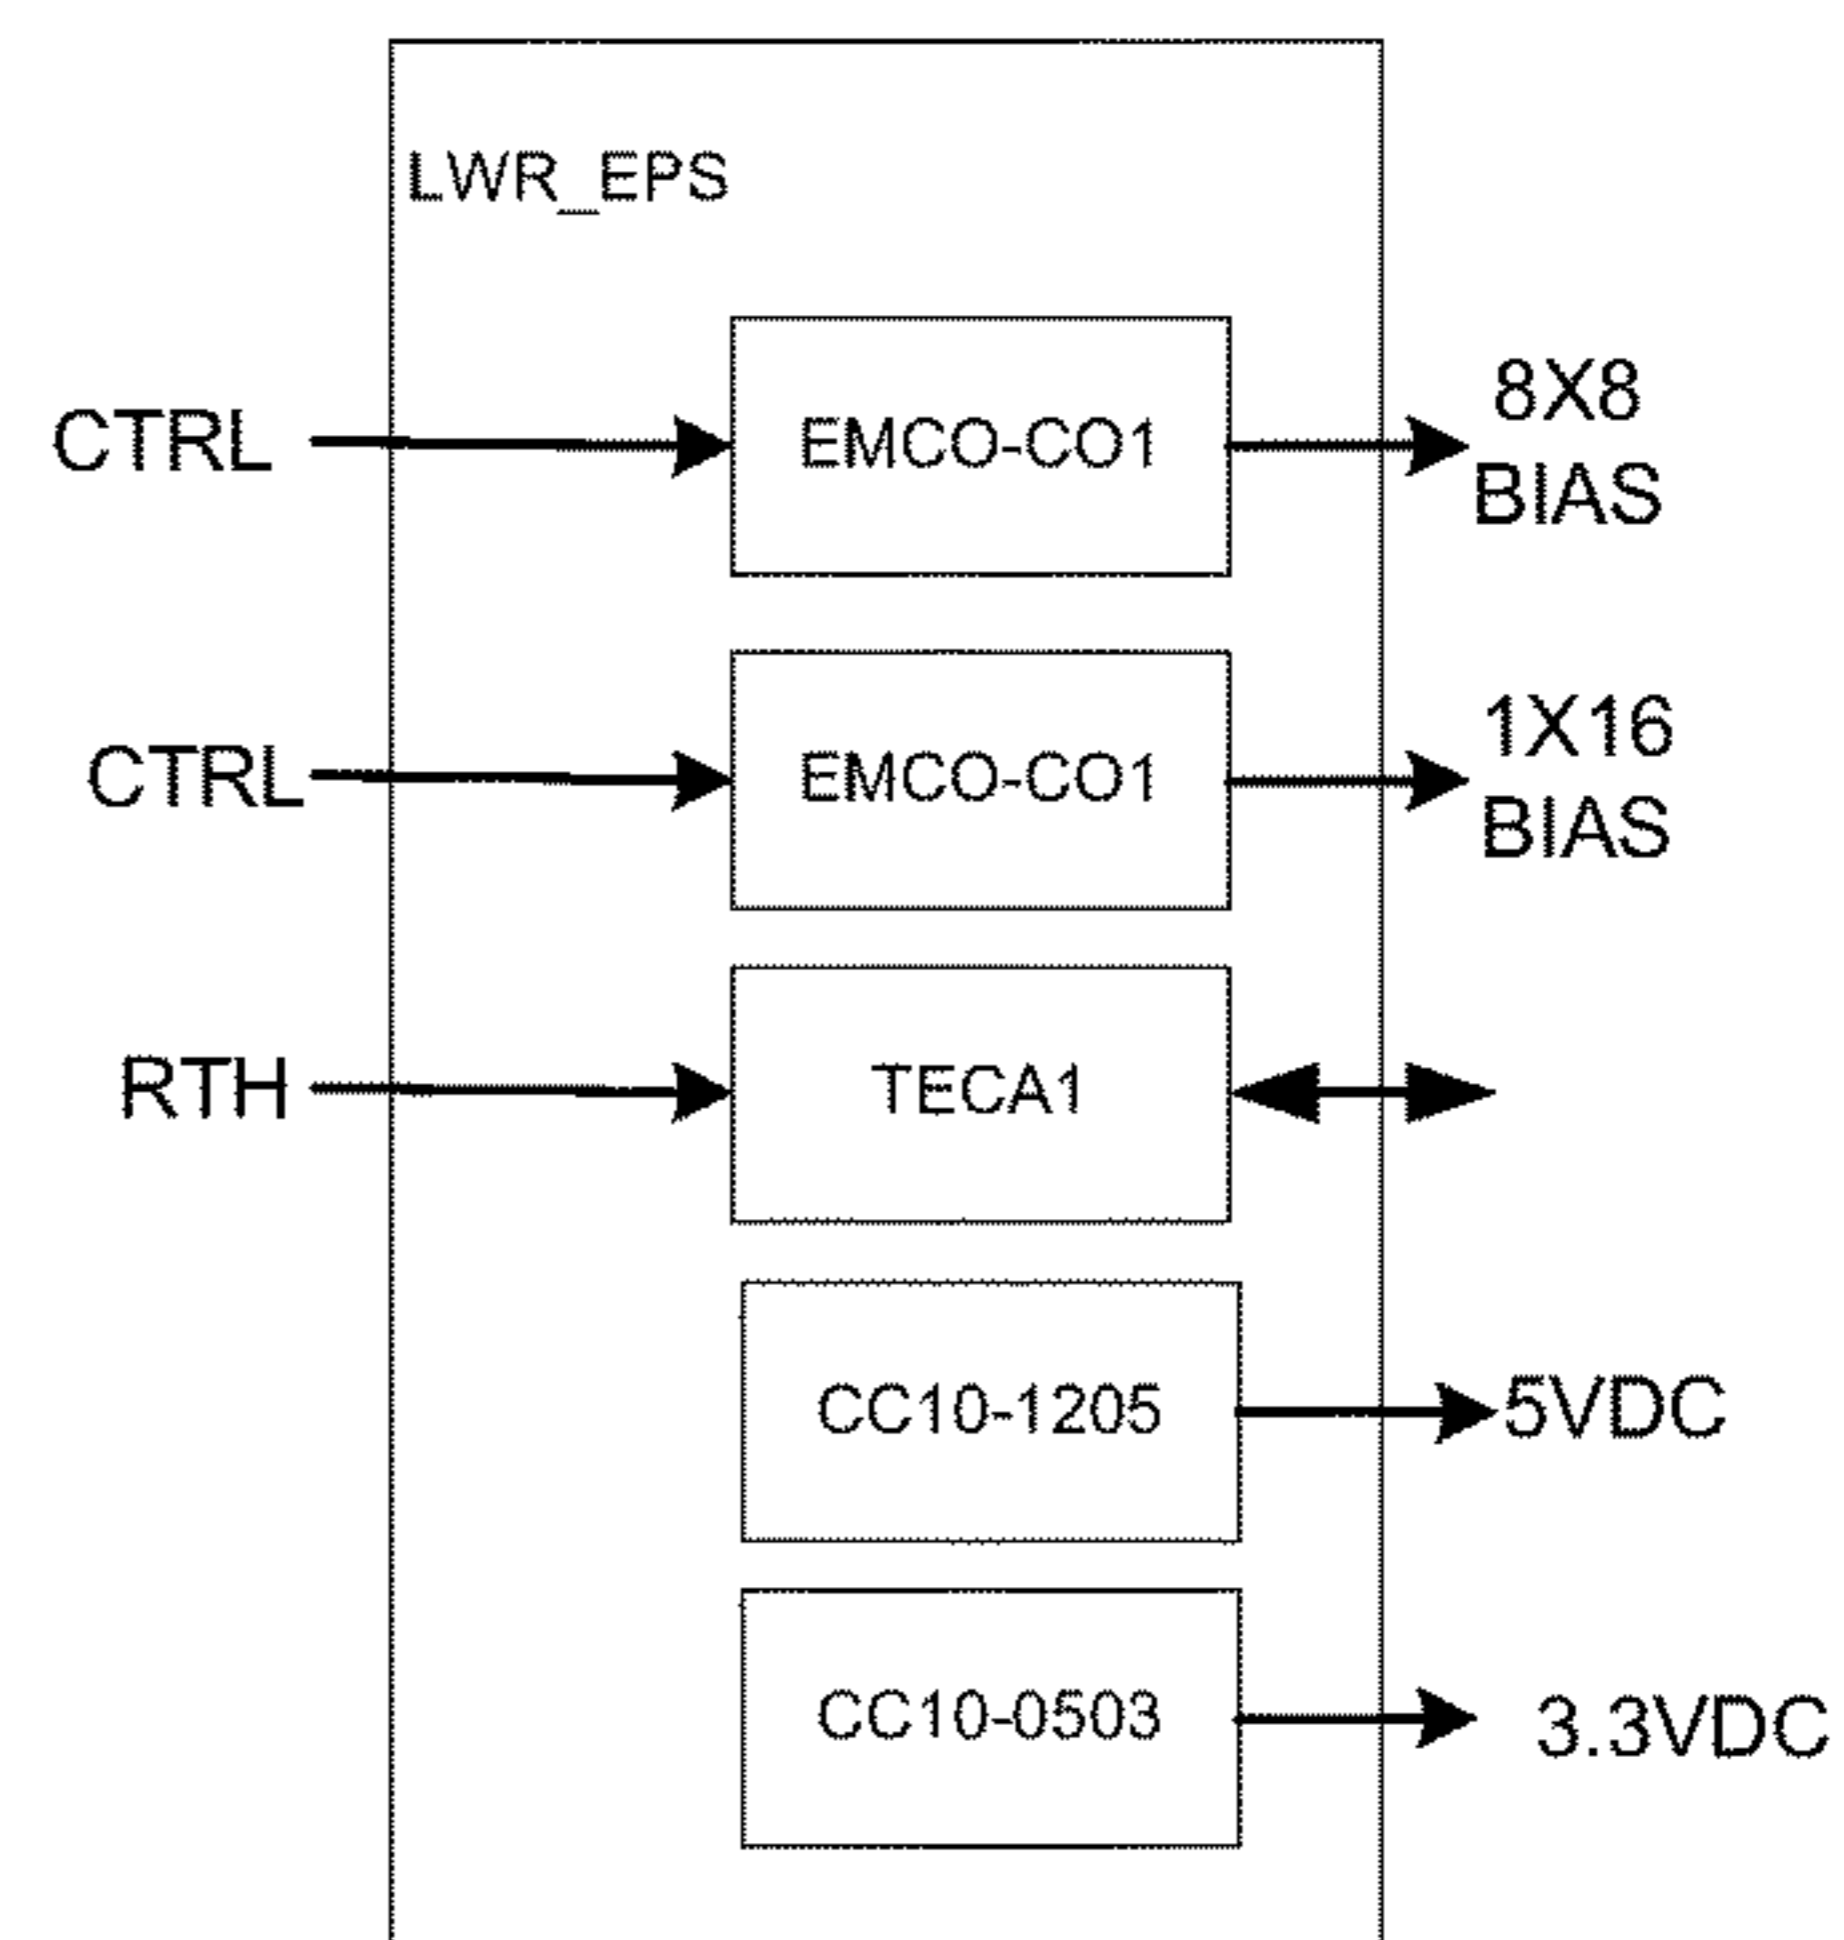 LWR_EPS
CTRL
EMCO-CO1
8X8
BIAS
CTRL
EMCO-CO1
1X16
BIAS
RTH
TECA1
CC10-1205
5VDC
CC10-0503
3.3VDC